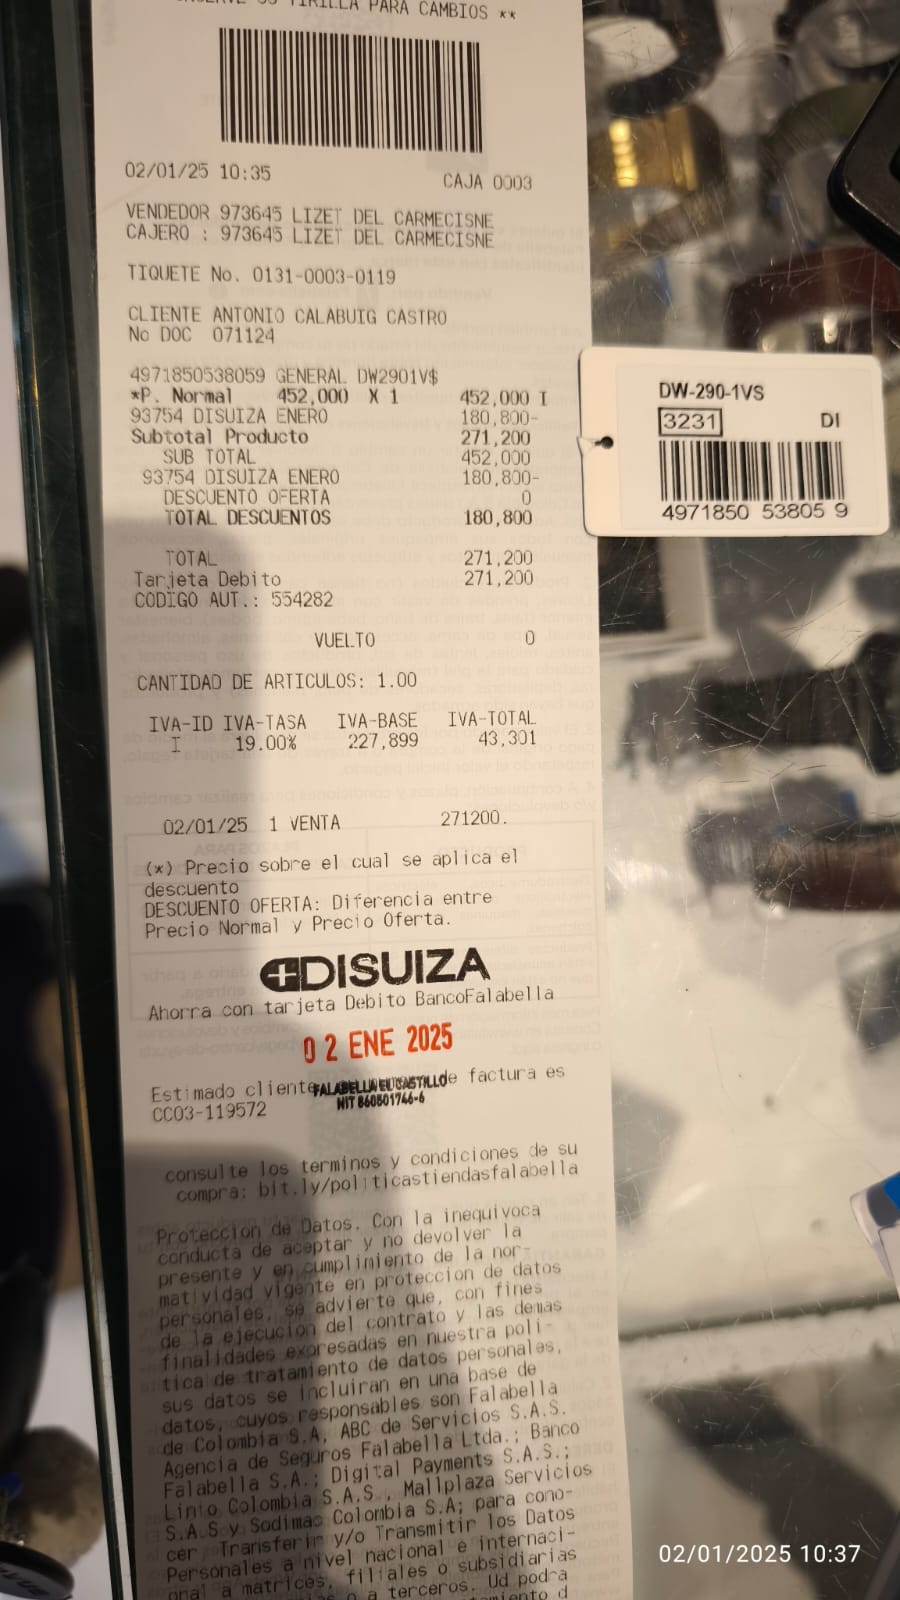 TIRILLA PARA CAMBIOS **
02/01/25 10:35 CAJA 0003
VENDEDOR 973645 LIZET DEL CARMECISNE
CAJERO : 973645 LIZET DEL CARMECISNE
TIQUETE No. 0131-0003-0119
CLIENTE ANTONIO CALABUIG CASTRO
No DOC 071124
4971850538059 GENERAL DW2901V$
*P. Normal 452,000 X 1 452,000 I
93754 DISUIZA ENERO 180,800-
Subtotal Producto 271,200
SUB TOTAL 452,000
93754 DISUIZA ENERO 180,800-
DESCUENTO OFERTA 0
TOTAL DESCUENTOS 180,800
TOTAL 271,200
Tarjeta Debito 271,200
CODIGO AUT.: 554282
VUELTO 0
CANTIDAD DE ARTICULOS: 1.00
IVA-ID IVA-TASA IVA-BASE IVA-TOTAL
I 19.00% 227,899 43,301
02/01/25 1 VENTA 271200.
(*) Precio sobre el cual se aplica el
descuento
DESCUENTO OFERTA: Diferencia entre
Precio Normal y Precio Oferta.
DISUIZA
Ahorra con tarjeta Debito BancoFalabella
02 ENE 2025
Estimado cliente de factura es
FALABELLA EL CASTILLO
NIT 860501746-6
CC03-119572
consulte los terminos y condiciones de su
compra: bit.ly/politicastiendasfalabella
Proteccion de Datos. Con la inequivoca
conducta de aceptar y no devolver la
presente y en cumplimiento de la nor-
matividad vigente en proteccion de datos
personales, se advierte que, con fines
de la ejecucion del contrato y las demas
finalidades expresadas en nuestra poli-
tica de tratamiento de datos personales,
sus datos se incluiran en una base de
datos, cuyos responsables son Falabella
de Colombia S.A, ABC de Servicios S.A.S.
Agencia de Seguros Falabella Ltda.; Banco
Falabella S.A.; Digital Payments S.A.S.;
Linio Colombia S.A.S., Mallplaza Servicios
S.A.S y Sodimac Colombia S.A; para cono-
cer, Transferir y/o Transmitir los Datos
Personales a nivel nacional e internaci-
onal a matrices, filiales o subsidiarias
a terceros. Ud podra
DW-290-1VS
3231 DI
4971850 53805 9
02/01/2025 10:37